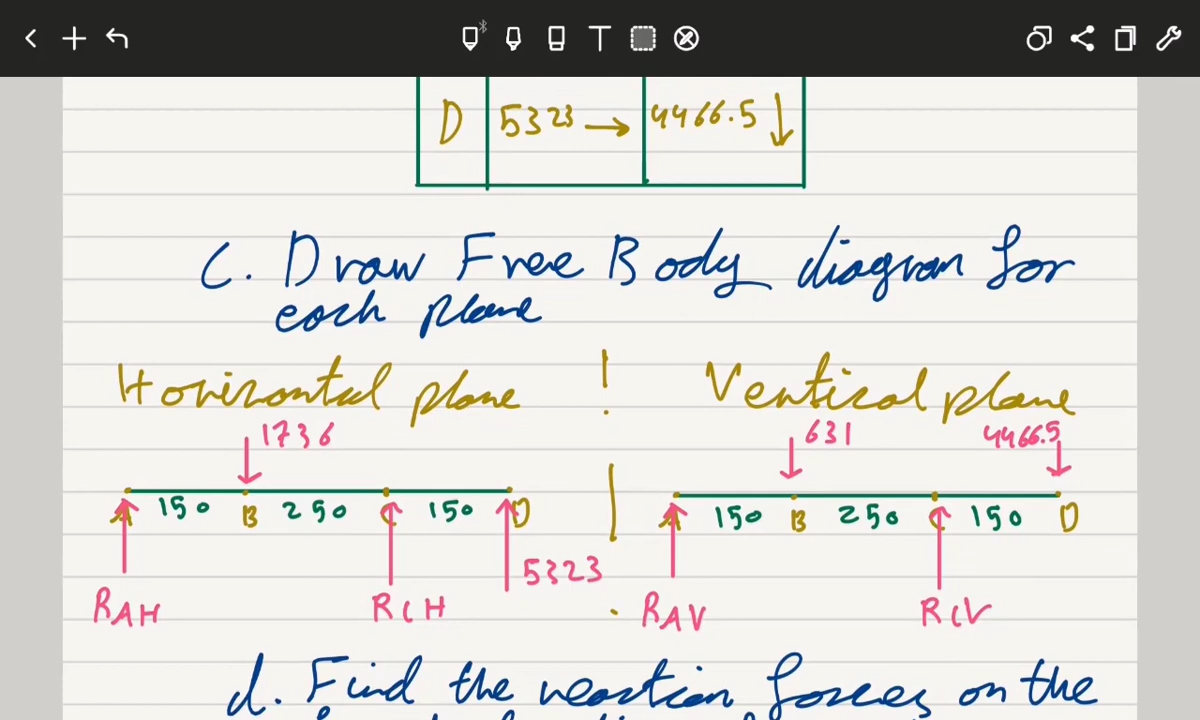 D 5323 → 4466.5 ↓
C. Draw Free Body diagram for
each plane
Horizontal plane
Vertical plane
1736
631
4466.5
A 150 B 250 C 150 D
A 150 B 250 C 150 D
5323
RAH
RCH
RAV
RCV
d. Find the reaction forces on the